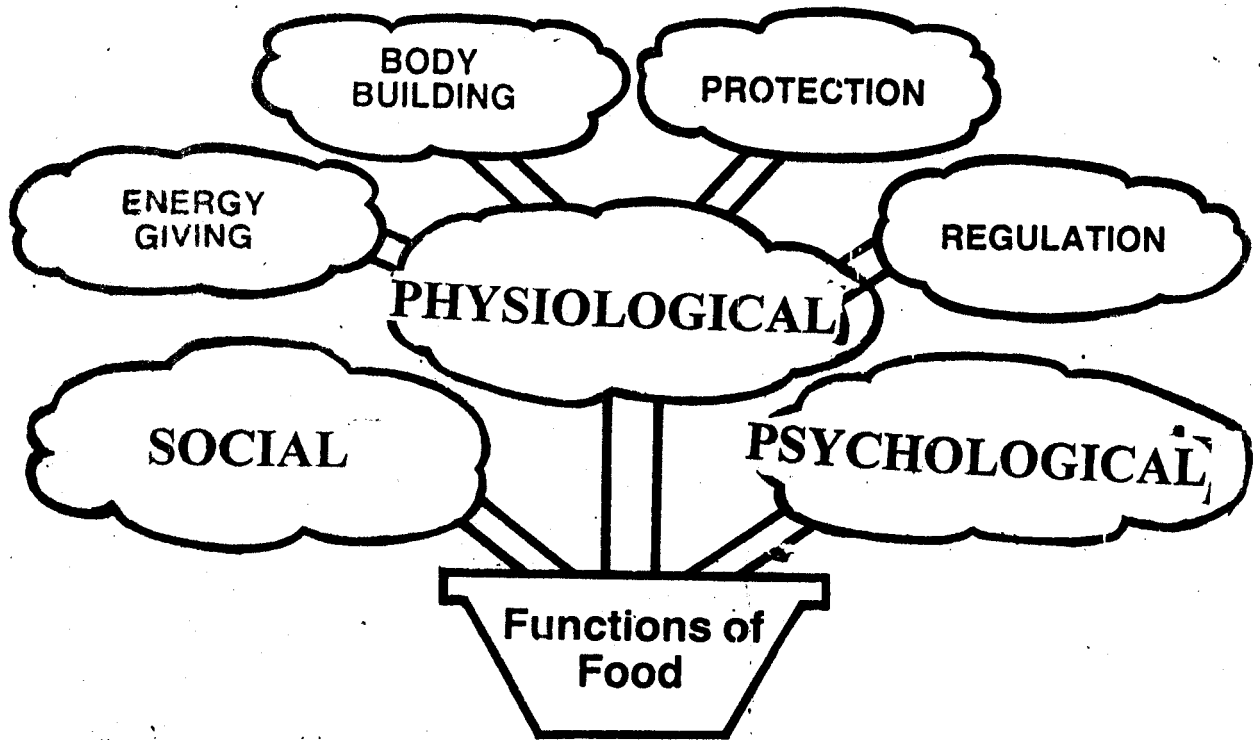 BODY
BUILDING
PROTECTION
ENERGY
GIVING
REGULATION
PHYSIOLOGICAL
SOCIAL
PSYCHOLOGICAL
Functions of
Food